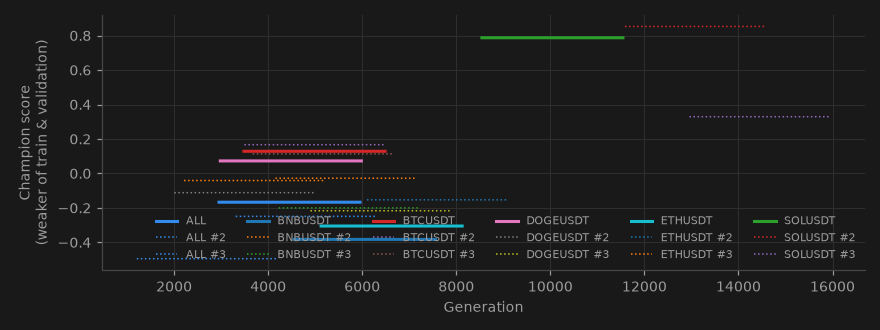 Champion score
(weaker of train & validation)
0.8
0.6
0.4
0.2
0.0
−0.2
−0.4
ALL BNBUSDT BTCUSDT DOGEUSDT ETHUSDT SOLUSDT
ALL #2 BNBUSDT #2 BTCUSDT #2 DOGEUSDT #2 ETHUSDT #2 SOLUSDT #2
ALL #3 BNBUSDT #3 BTCUSDT #3 DOGEUSDT #3 ETHUSDT #3 SOLUSDT #3
2000 4000 6000 8000 10000 12000 14000 16000
Generation